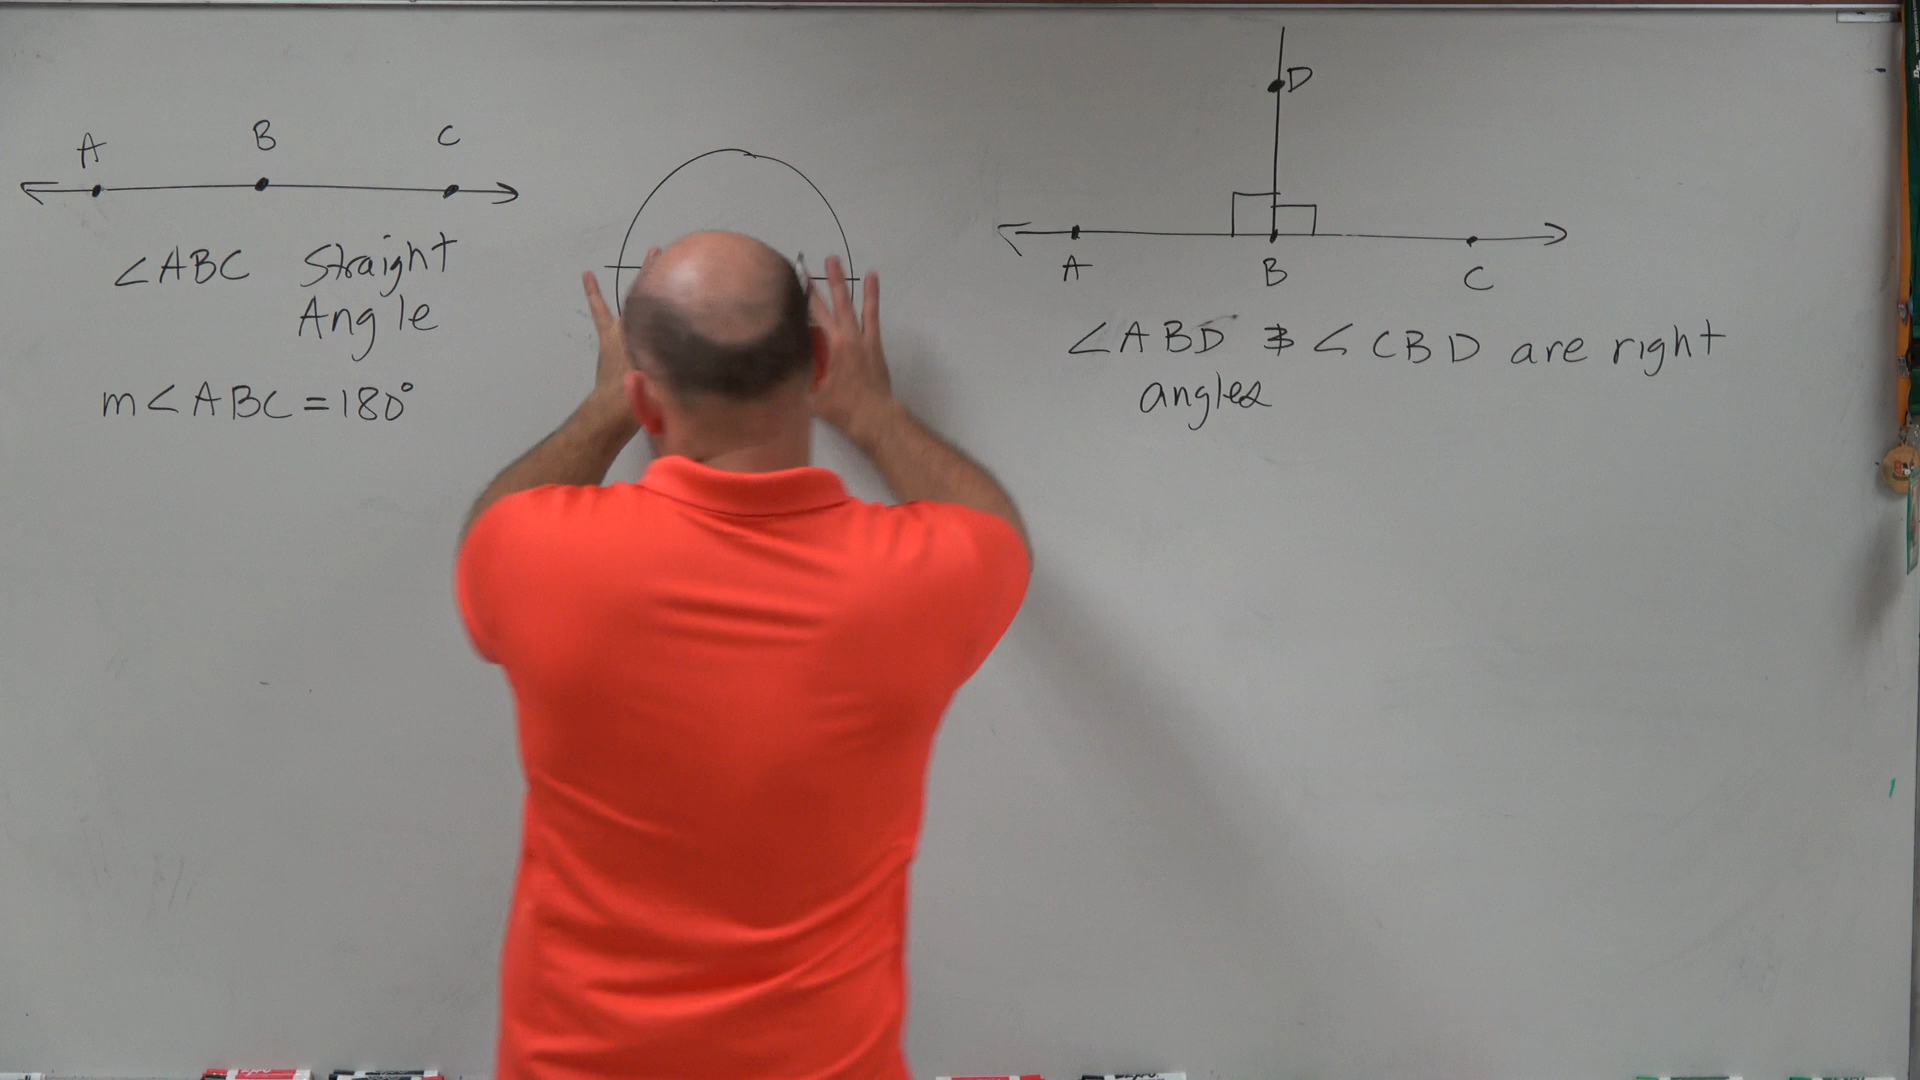 A B C
∠ABC Straight
Angle
m∠ABC = 180°
D
A B C
∠ABD & ∠CBD are right
angles